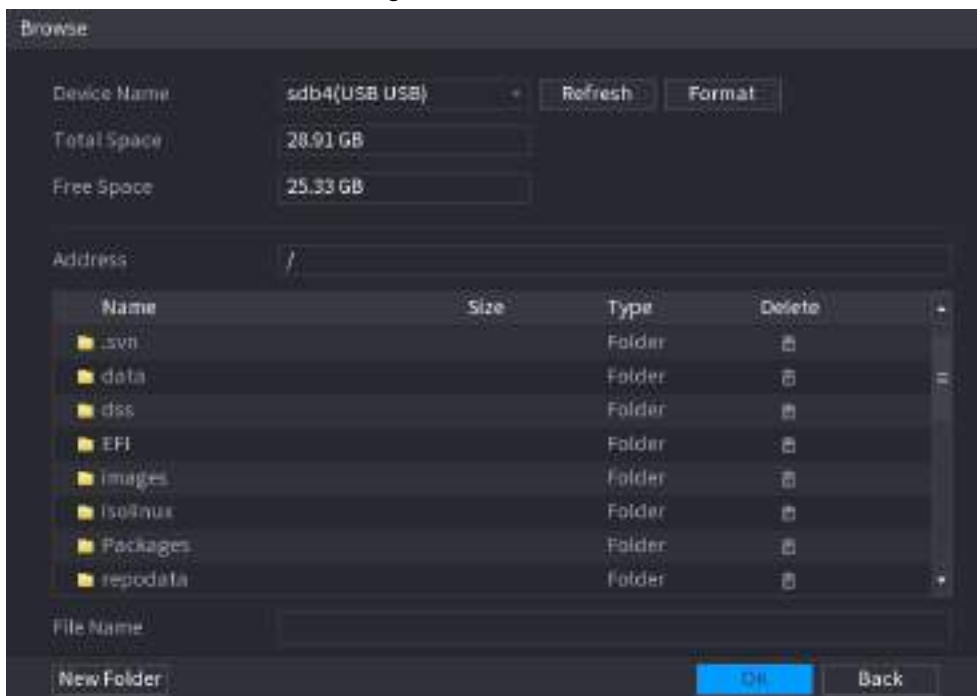 Browse
Device Name sdb4(USB USB) Refresh Format
Total Space 28.91 GB
Free Space 25.33 GB
Address /
Name Size Type Delete
.svn Folder
data Folder
dss Folder
EFI Folder
images Folder
isolinux Folder
Packages Folder
repodata Folder
File Name
New Folder OK Back